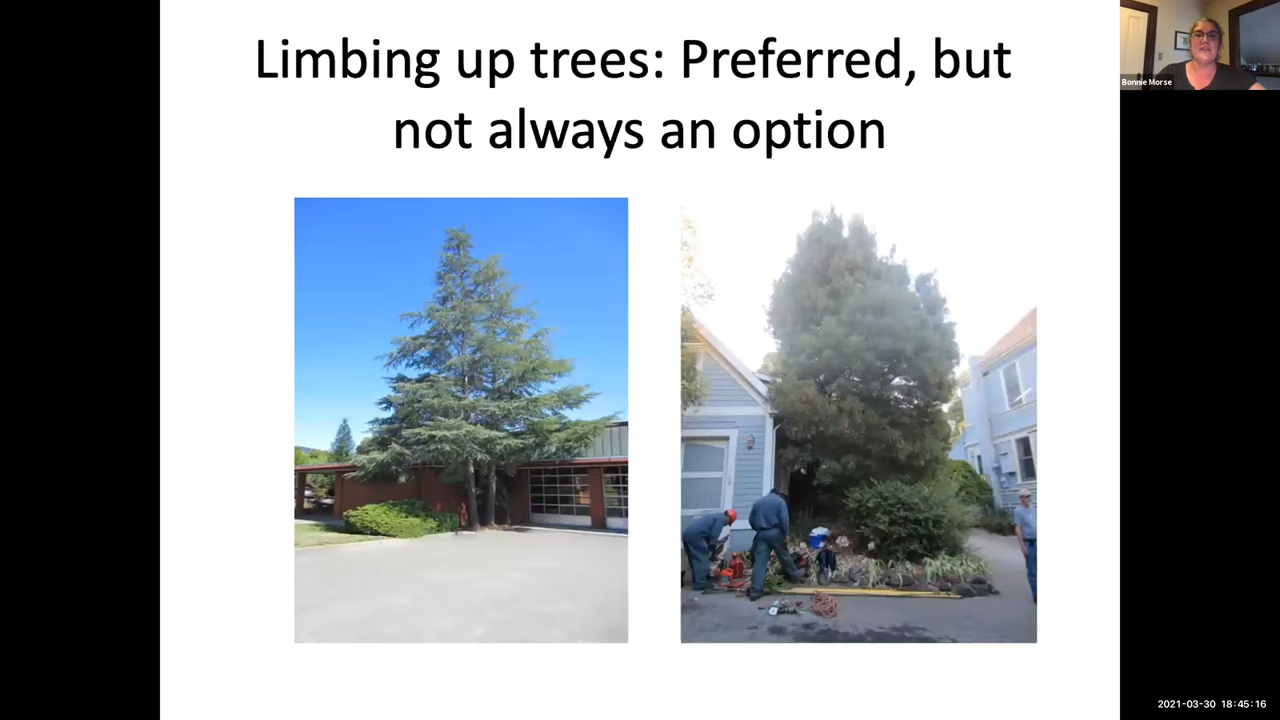 Limbing up trees: Preferred, but
not always an option
Bonnie Morse
2021-03-30 18:45:16